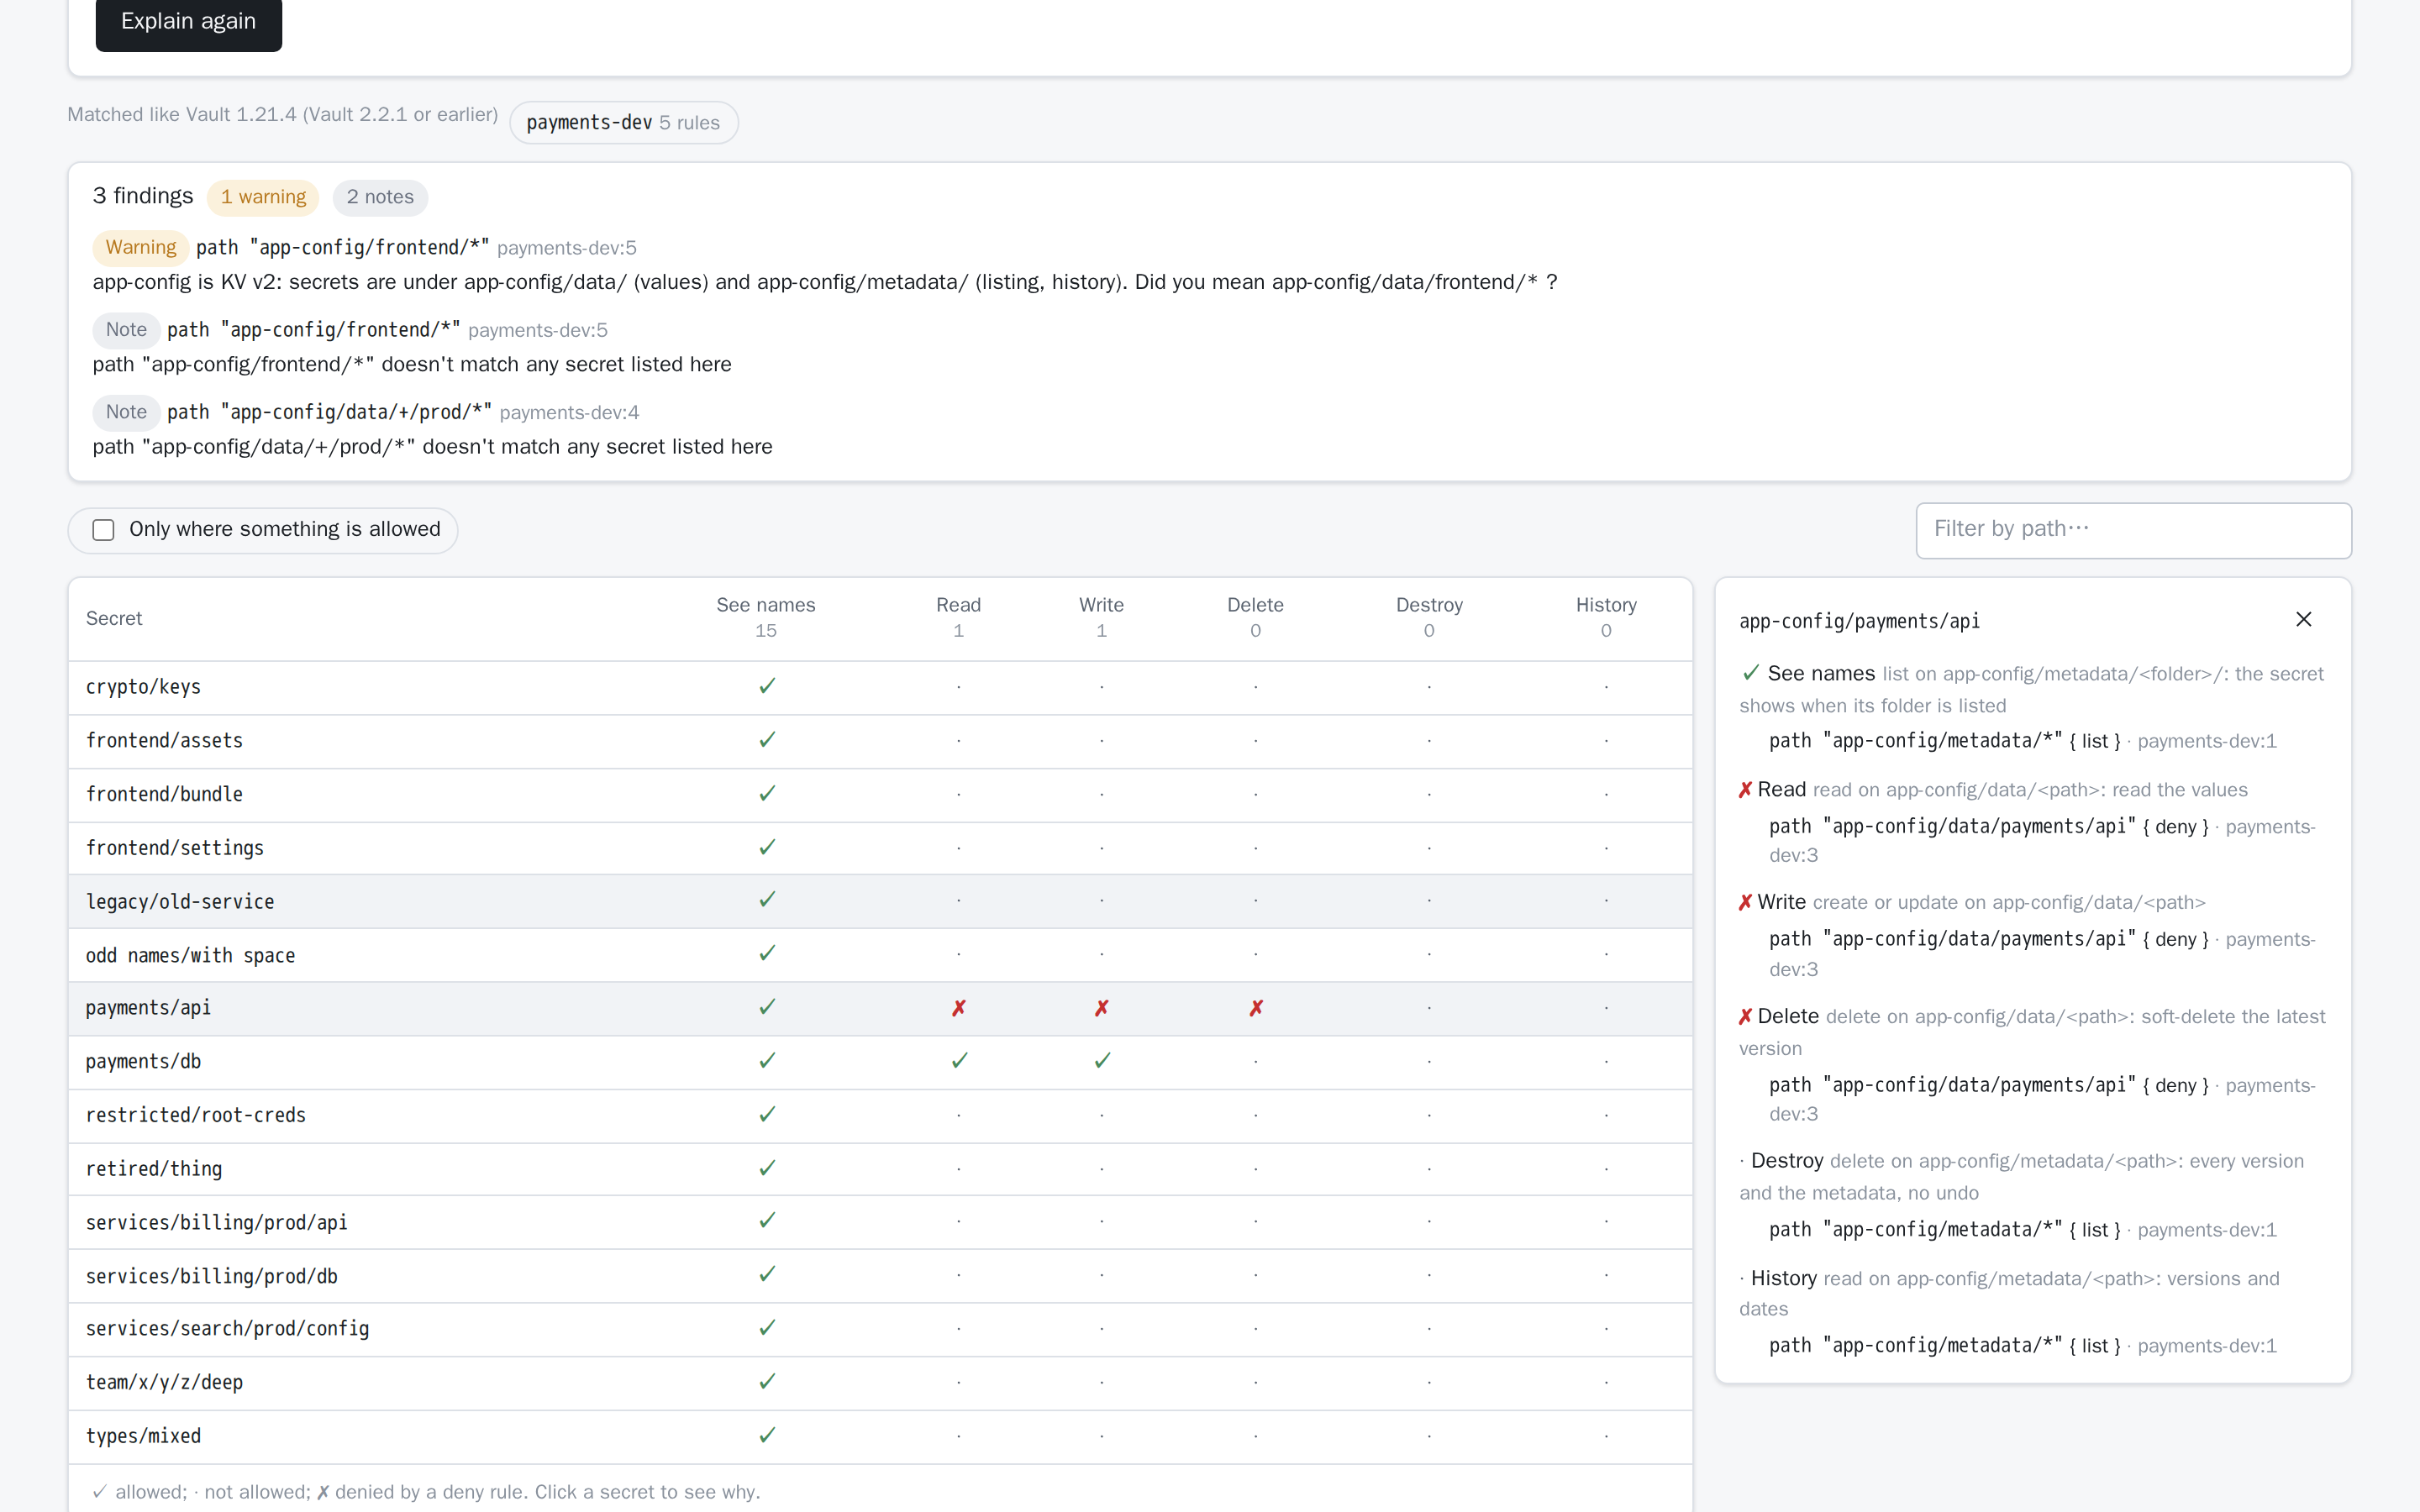 Explain again
Matched like Vault 1.21.4 (Vault 2.2.1 or earlier) payments-dev 5 rules
3 findings 1 warning 2 notes
Warning path "app-config/frontend/*" payments-dev:5
app-config is KV v2: secrets are under app-config/data/ (values) and app-config/metadata/ (listing, history). Did you mean app-config/data/frontend/* ?
Note path "app-config/frontend/*" payments-dev:5
path "app-config/frontend/*" doesn't match any secret listed here
Note path "app-config/data/+/prod/*" payments-dev:4
path "app-config/data/+/prod/*" doesn't match any secret listed here
Only where something is allowed
Filter by path…
Secret See names Read Write Delete Destroy History
15 1 1 0 0 0
crypto/keys ✓ · · · · ·
frontend/assets ✓ · · · · ·
frontend/bundle ✓ · · · · ·
frontend/settings ✓ · · · · ·
legacy/old-service ✓ · · · · ·
odd names/with space ✓ · · · · ·
payments/api ✓ ✗ ✗ ✗ · ·
payments/db ✓ ✓ ✓ · · ·
restricted/root-creds ✓ · · · · ·
retired/thing ✓ · · · · ·
services/billing/prod/api ✓ · · · · ·
services/billing/prod/db ✓ · · · · ·
services/search/prod/config ✓ · · · · ·
team/x/y/z/deep ✓ · · · · ·
types/mixed ✓ · · · · ·
✓ allowed; · not allowed; ✗ denied by a deny rule. Click a secret to see why.
app-config/payments/api
✓ See names list on app-config/metadata/<folder>/: the secret
shows when its folder is listed
path "app-config/metadata/*" { list } · payments-dev:1
✗ Read read on app-config/data/<path>: read the values
path "app-config/data/payments/api" { deny } · payments-
dev:3
✗ Write create or update on app-config/data/<path>
path "app-config/data/payments/api" { deny } · payments-
dev:3
✗ Delete delete on app-config/data/<path>: soft-delete the latest
version
path "app-config/data/payments/api" { deny } · payments-
dev:3
· Destroy delete on app-config/metadata/<path>: every version
and the metadata, no undo
path "app-config/metadata/*" { list } · payments-dev:1
· History read on app-config/metadata/<path>: versions and
dates
path "app-config/metadata/*" { list } · payments-dev:1